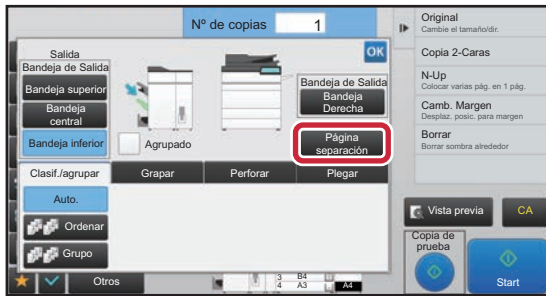 Nº de copias
1
Salida
Bandeja de Salida
Bandeja superior
Bandeja
central
Bandeja inferior
Agrupado
OK
Bandeja de Salida
Bandeja
Derecha
Página
separación
Clasif./agrupar
Auto.
Ordenar
Grupo
Grapar
Perforar
Plegar
Otros
3 B4
4 A3
A4
Original
Cambie el tamaño/dir.
Copia 2-Caras
N-Up
Colocar varias pág. en 1 pág.
Camb. Margen
Desplaz. posic. para margen
Borrar
Borrar sombra alrededor
Vista previa
CA
Copia de
prueba
Start